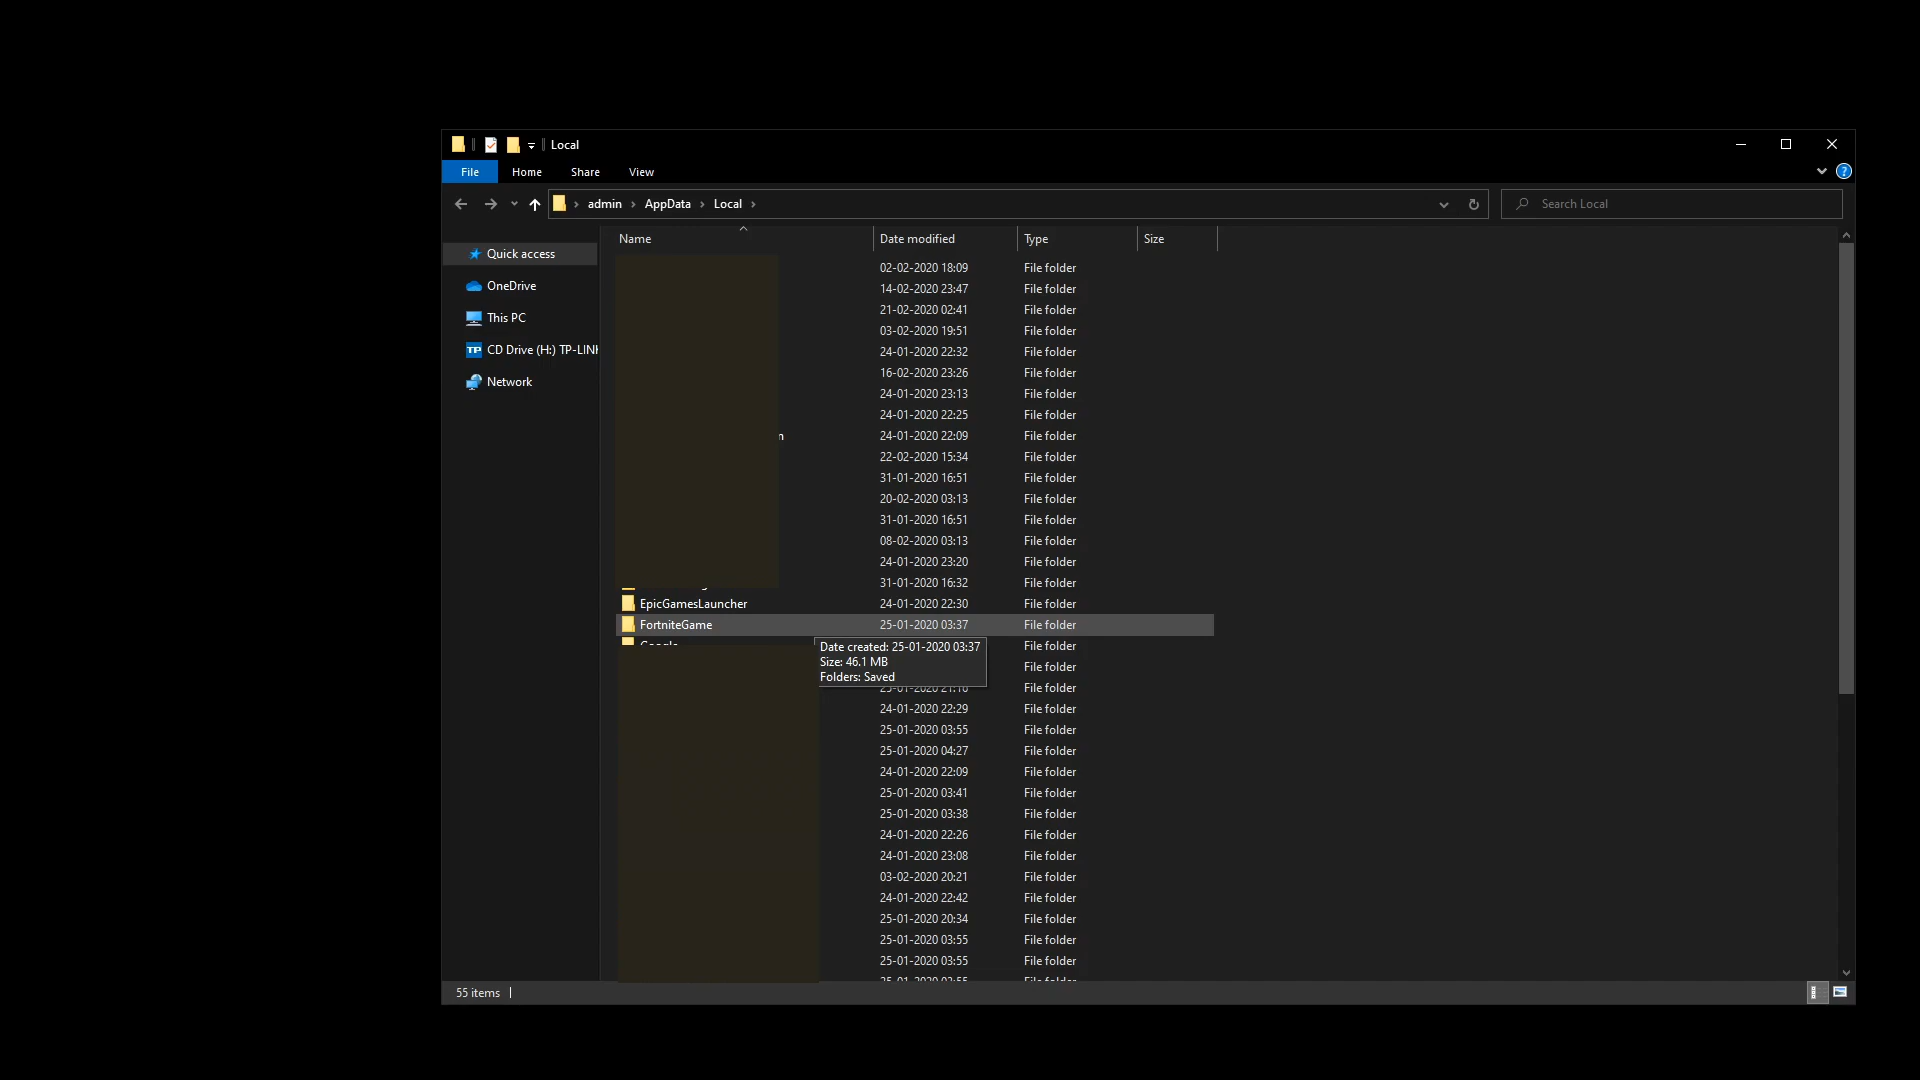 Local
File Home Share View
admin AppData Local
Search Local
Name Date modified Type Size
Quick access
OneDrive
This PC
TP CD Drive (H:) TP-LIN
Network
02-02-2020 18:09 File folder
14-02-2020 23:47 File folder
21-02-2020 02:41 File folder
03-02-2020 19:51 File folder
24-01-2020 22:32 File folder
16-02-2020 23:26 File folder
24-01-2020 23:13 File folder
24-01-2020 22:25 File folder
n 24-01-2020 22:09 File folder
22-02-2020 15:34 File folder
31-01-2020 16:51 File folder
20-02-2020 03:13 File folder
31-01-2020 16:51 File folder
08-02-2020 03:13 File folder
24-01-2020 23:20 File folder
31-01-2020 16:32 File folder
EpicGamesLauncher 24-01-2020 22:30 File folder
FortniteGame 25-01-2020 03:37 File folder
File folder
Date created: 25-01-2020 03:37
Size: 46.1 MB
Folders: Saved
File folder
File folder
24-01-2020 22:29 File folder
25-01-2020 03:55 File folder
25-01-2020 04:27 File folder
24-01-2020 22:09 File folder
25-01-2020 03:41 File folder
25-01-2020 03:38 File folder
24-01-2020 22:26 File folder
24-01-2020 23:08 File folder
03-02-2020 20:21 File folder
24-01-2020 22:42 File folder
25-01-2020 20:34 File folder
25-01-2020 03:55 File folder
25-01-2020 03:55 File folder
55 items